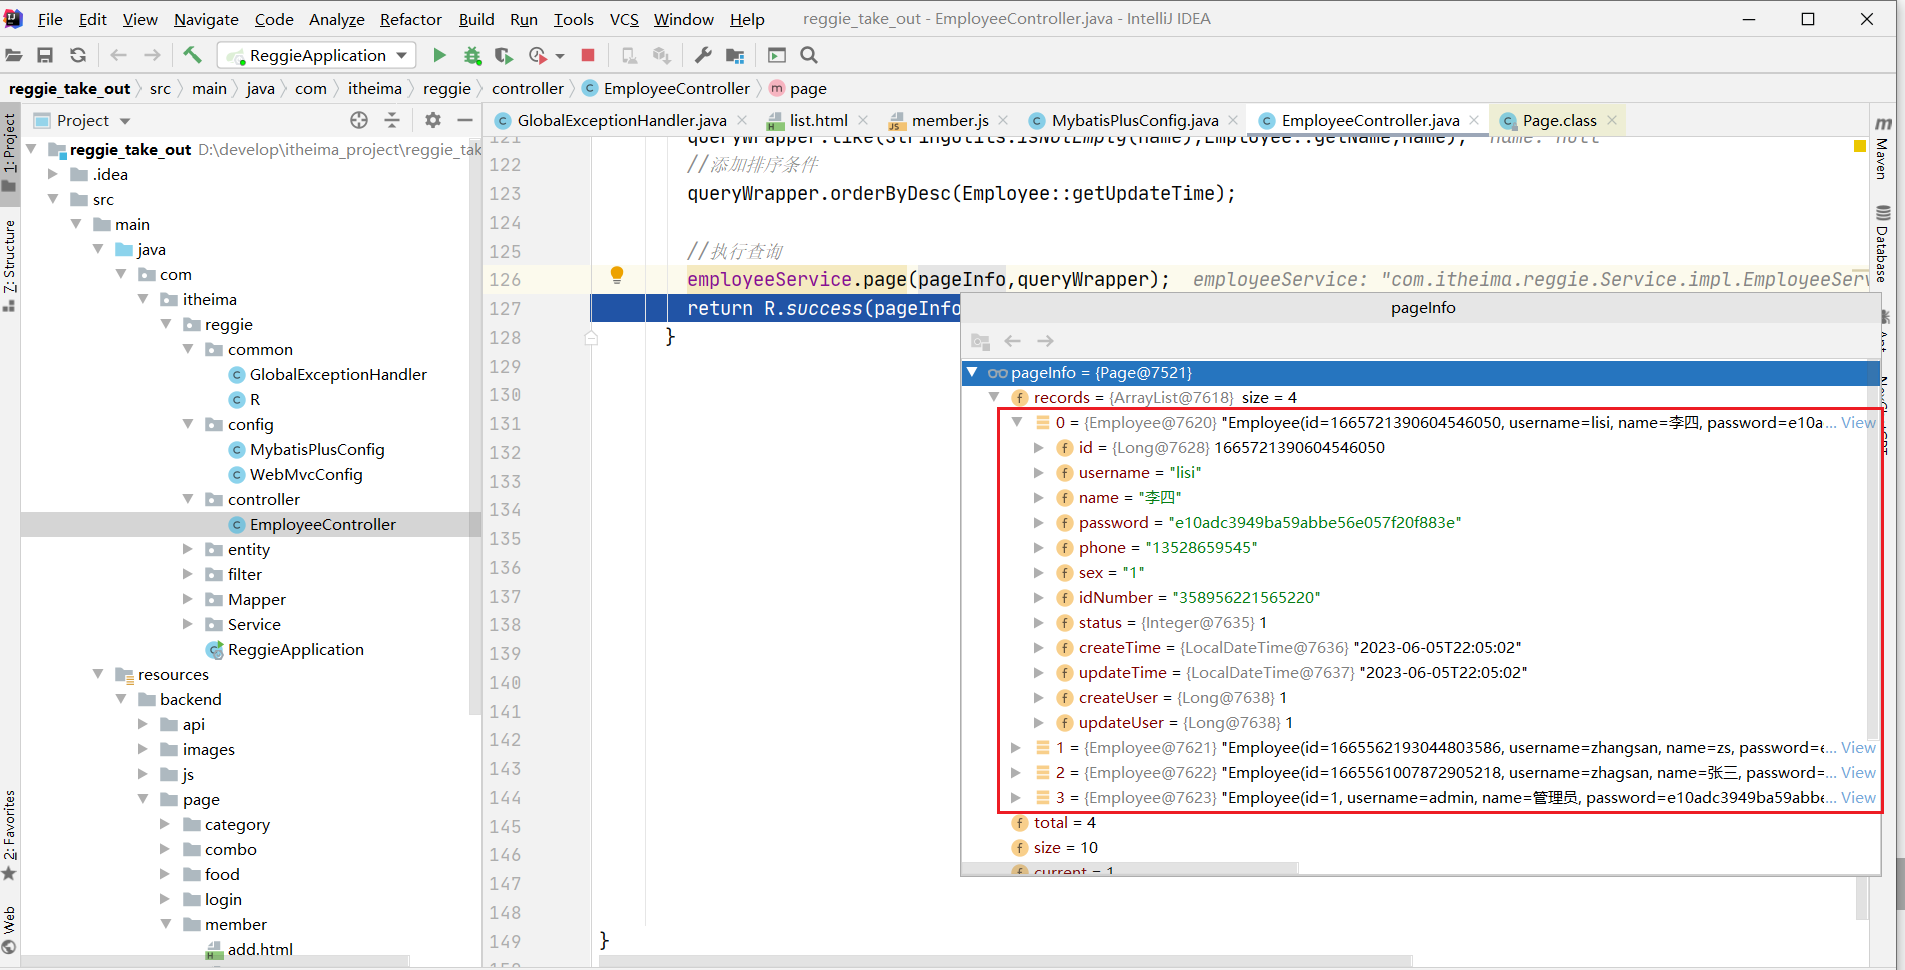 File Edit View Navigate Code Analyze Refactor Build Run Tools VCS Window Help reggie_take_out - EmployeeController.java - IntelliJ IDEA
ReggieApplication
reggie_take_out src main java com itheima reggie controller EmployeeController page
Project
GlobalExceptionHandler.java list.html member.js MybatisPlusConfig.java EmployeeController.java Page.class
1: Project
7: Structure
2: Favorites
Web
reggie_take_out D:\develop\itheima_project\reggie_tak
.idea
src
main
java
com
itheima
reggie
common
GlobalExceptionHandler
R
config
MybatisPlusConfig
WebMvcConfig
controller
EmployeeController
entity
filter
Mapper
Service
ReggieApplication
resources
backend
api
images
js
page
category
combo
food
login
member
add.html
121 queryWrapper.like(StringUtils.isNotEmpty(name),Employee::getName,name); name: null
122 //添加排序条件
123 queryWrapper.orderByDesc(Employee::getUpdateTime);
124
125 //执行查询
126 employeeService.page(pageInfo,queryWrapper); employeeService: "com.itheima.reggie.Service.impl.EmployeeServ
127 return R.success(pageInfo
128 }
129
130
131
132
133
134
135
136
137
138
139
140
141
142
143
144
145
146
147
148
149 }
pageInfo
pageInfo = {Page@7521}
records = {ArrayList@7618} size = 4
0 = {Employee@7620} "Employee(id=1665721390604546050, username=lisi, name=李四, password=e10a... View
id = {Long@7628} 1665721390604546050
username = "lisi"
name = "李四"
password = "e10adc3949ba59abbe56e057f20f883e"
phone = "13528659545"
sex = "1"
idNumber = "358956221565220"
status = {Integer@7635} 1
createTime = {LocalDateTime@7636} "2023-06-05T22:05:02"
updateTime = {LocalDateTime@7637} "2023-06-05T22:05:02"
createUser = {Long@7638} 1
updateUser = {Long@7638} 1
1 = {Employee@7621} "Employee(id=1665562193044803586, username=zhangsan, name=zs, password=e... View
2 = {Employee@7622} "Employee(id=1665561007872905218, username=zhagsan, name=张三, password=... View
3 = {Employee@7623} "Employee(id=1, username=admin, name=管理员, password=e10adc3949ba59abbe... View
total = 4
size = 10
current = 1
Maven
Database